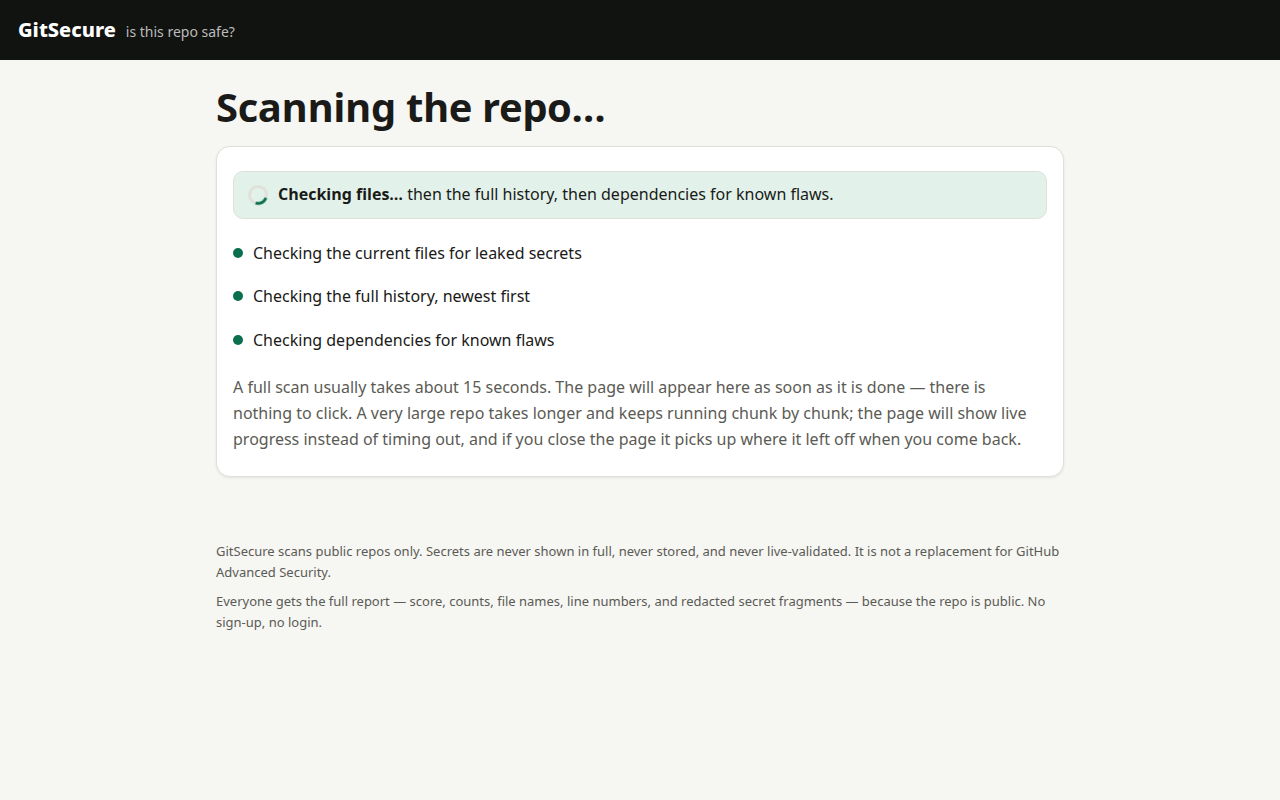 GitSecure is this repo safe?
Scanning the repo...
Checking files... then the full history, then dependencies for known flaws.
Checking the current files for leaked secrets
Checking the full history, newest first
Checking dependencies for known flaws
A full scan usually takes about 15 seconds. The page will appear here as soon as it is done — there is
nothing to click. A very large repo takes longer and keeps running chunk by chunk; the page will show live
progress instead of timing out, and if you close the page it picks up where it left off when you come back.
GitSecure scans public repos only. Secrets are never shown in full, never stored, and never live-validated. It is not a replacement for GitHub
Advanced Security.
Everyone gets the full report — score, counts, file names, line numbers, and redacted secret fragments — because the repo is public. No
sign-up, no login.